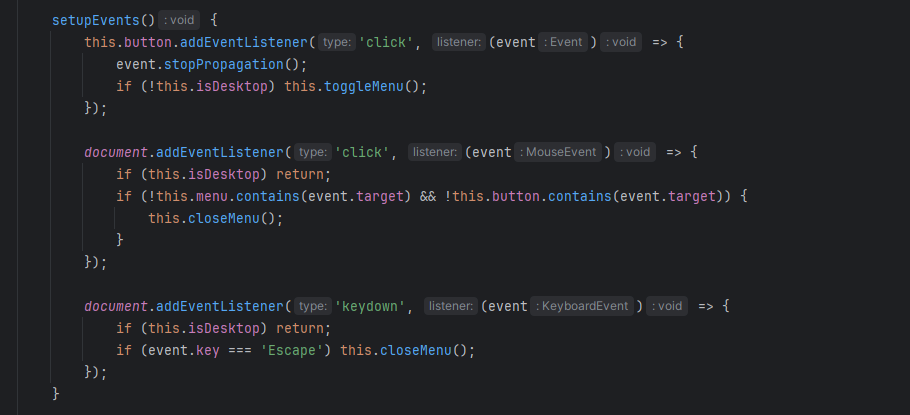 setupEvents() : void {
this.button.addEventListener( type: 'click', listener: (event : Event ) : void => {
event.stopPropagation();
if (!this.isDesktop) this.toggleMenu();
});
document.addEventListener( type: 'click', listener: (event : MouseEvent ) : void => {
if (this.isDesktop) return;
if (!this.menu.contains(event.target) && !this.button.contains(event.target)) {
this.closeMenu();
}
});
document.addEventListener( type: 'keydown', listener: (event : KeyboardEvent ) : void => {
if (this.isDesktop) return;
if (event.key === 'Escape') this.closeMenu();
});
}